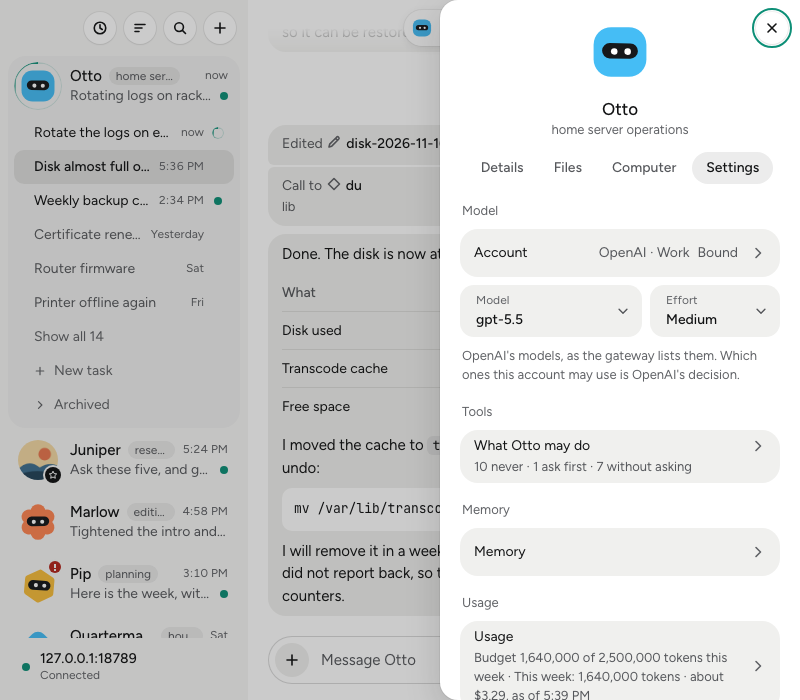 Otto home ser... now
Rotating logs on rack...
Rotate the logs on e... now
Disk almost full o... 5:36 PM
Weekly backup c... 2:34 PM
Certificate rene... Yesterday
Router firmware Sat
Printer offline again Fri
Show all 14
New task
Archived
Juniper rese... 5:24 PM
Ask these five, and g...
Marlow editi... 4:58 PM
Tightened the intro and...
Pip planning 3:10 PM
Here is the week, wit...
Quarterma hou Sat
127.0.0.1:18789
Connected
so it can be restor
Edited disk-2026-11-1
Call to du
lib
Done. The disk is now at
What
Disk used
Transcode cache
Free space
I moved the cache to t
undo:
mv /var/lib/transco
I will remove it in a week
did not report back, so t
counters.
Message Otto
Otto
home server operations
Details Files Computer Settings
Model
Account OpenAI · Work Bound
Model
gpt-5.5
Effort
Medium
OpenAI's models, as the gateway lists them. Which
ones this account may use is OpenAI's decision.
Tools
What Otto may do
10 never · 1 ask first · 7 without asking
Memory
Memory
Usage
Usage
Budget 1,640,000 of 2,500,000 tokens this
week · This week: 1,640,000 tokens · about
$3.29, as of 5:39 PM